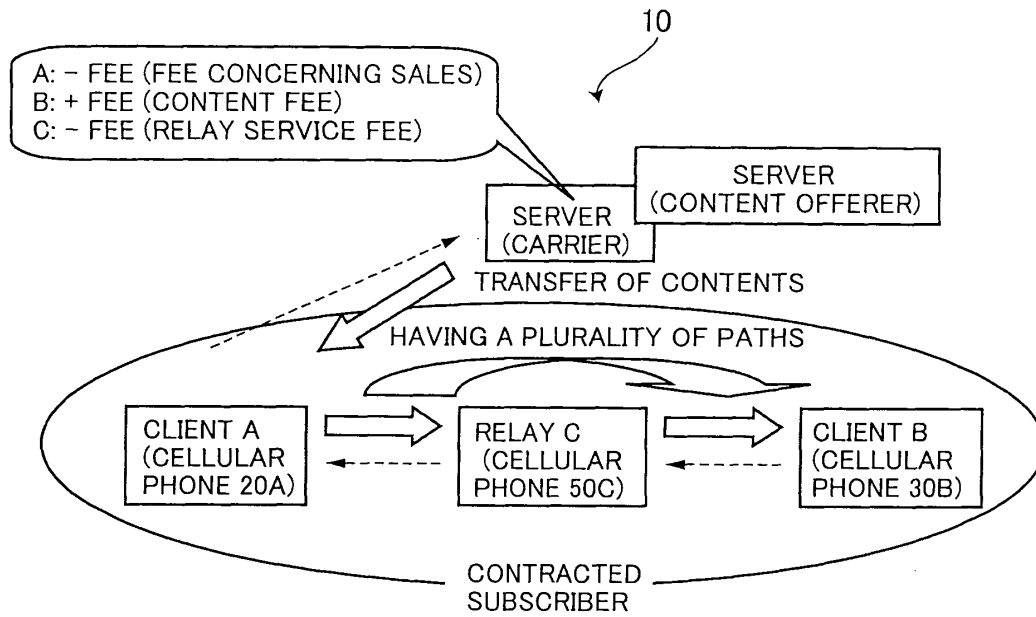 10
A: – FEE (FEE CONCERNING SALES)
B: + FEE (CONTENT FEE)
C: – FEE (RELAY SERVICE FEE)
SERVER
(CONTENT OFFERER)
SERVER
(CARRIER)
TRANSFER OF CONTENTS
HAVING A PLURALITY OF PATHS
CLIENT A
(CELLULAR
PHONE 20A)
RELAY C
(CELLULAR
PHONE 50C)
CLIENT B
(CELLULAR
PHONE 30B)
CONTRACTED
SUBSCRIBER